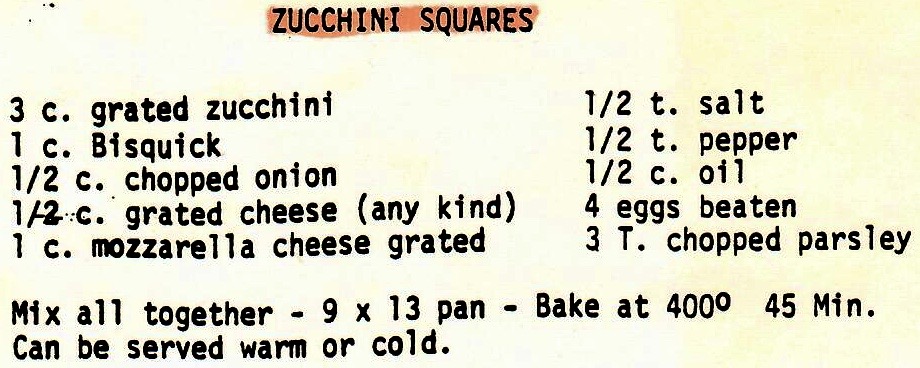 ZUCCHINI SQUARES
3 c. grated zucchini
1 c. Bisquick
1/2 c. chopped onion
1/2 c. grated cheese (any kind)
1 c. mozzarella cheese grated
1/2 t. salt
1/2 t. pepper
1/2 c. oil
4 eggs beaten
3 T. chopped parsley
Mix all together - 9 x 13 pan - Bake at 400º 45 Min.
Can be served warm or cold.